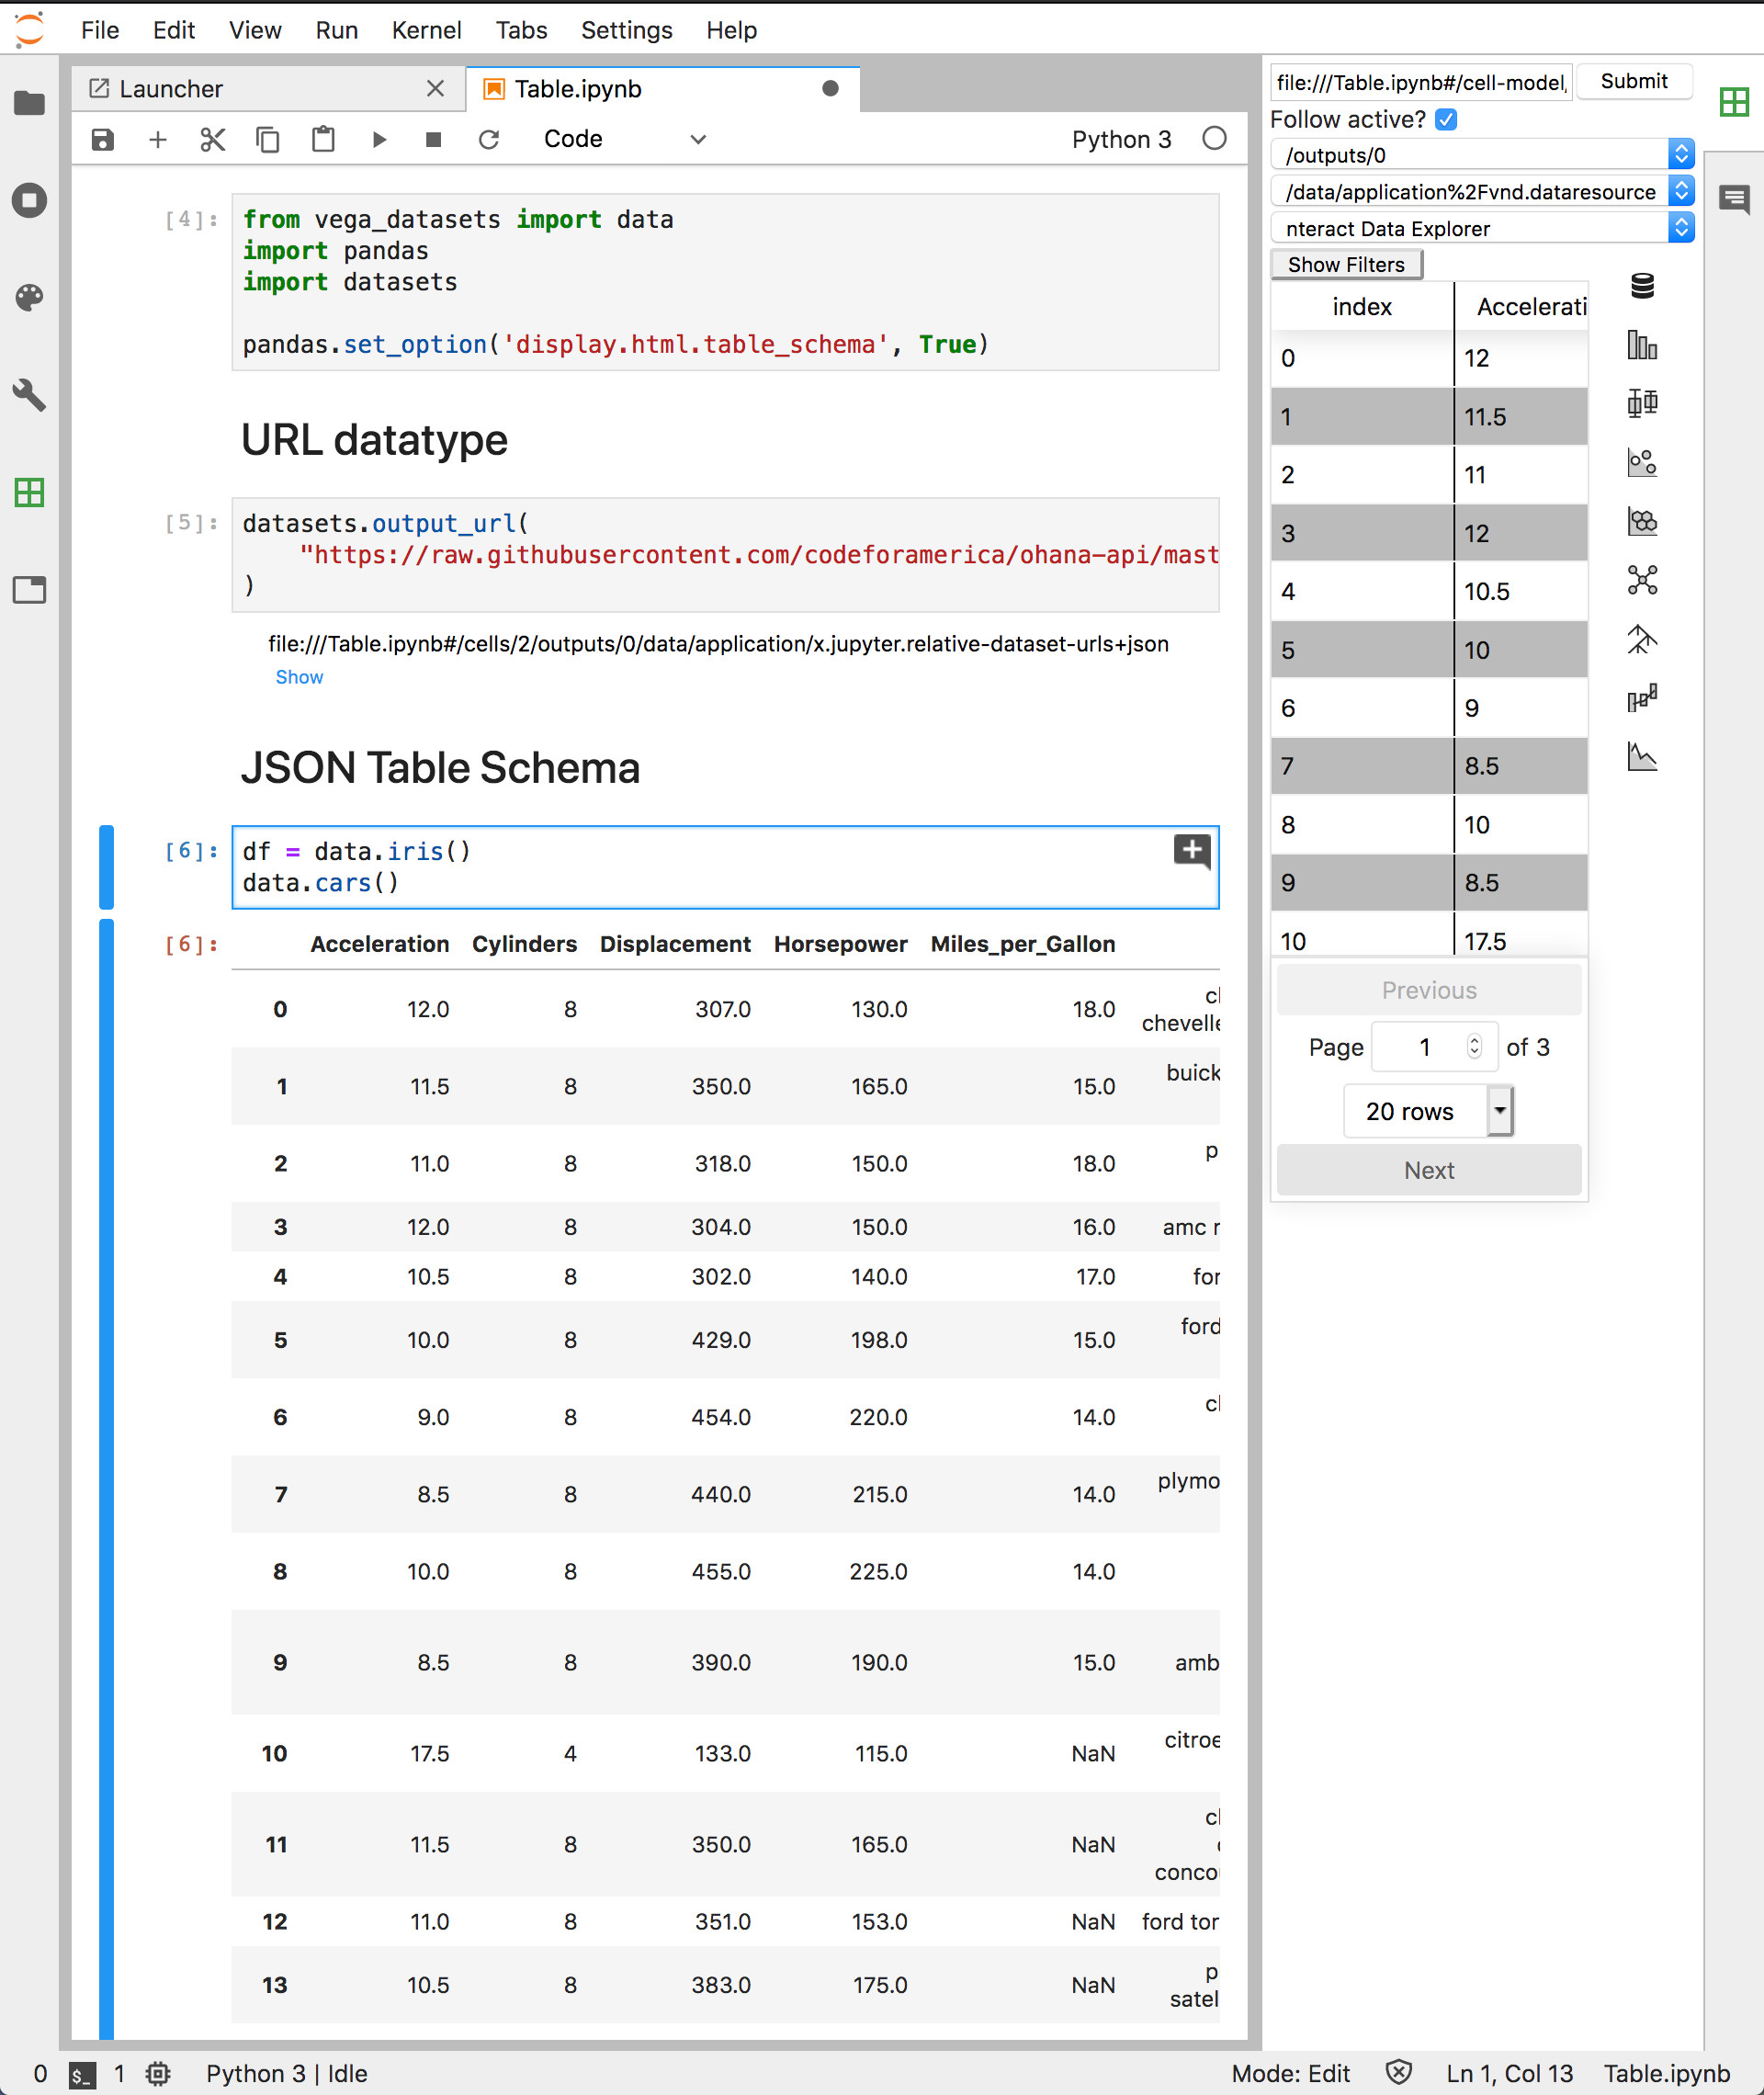 File Edit View Run Kernel Tabs Settings Help
Launcher
Table.ipynb
Code
Python 3
[4]:
from vega_datasets import data
import pandas
import datasets
pandas.set_option('display.html.table_schema', True)
URL datatype
[5]:
datasets.output_url(
"https://raw.githubusercontent.com/codeforamerica/ohana-api/mast
)
file:///Table.ipynb#/cells/2/outputs/0/data/application/x.jupyter.relative-dataset-urls+json
Show
JSON Table Schema
[6]:
df = data.iris()
data.cars()
[6]:
Acceleration Cylinders Displacement Horsepower Miles_per_Gallon
0 12.0 8 307.0 130.0 18.0
chevelle
1 11.5 8 350.0 165.0 15.0 buick
2 11.0 8 318.0 150.0 18.0 p
3 12.0 8 304.0 150.0 16.0 amc r
4 10.5 8 302.0 140.0 17.0 for
5 10.0 8 429.0 198.0 15.0 ford
6 9.0 8 454.0 220.0 14.0
7 8.5 8 440.0 215.0 14.0 plymo
8 10.0 8 455.0 225.0 14.0
9 8.5 8 390.0 190.0 15.0 amb
10 17.5 4 133.0 115.0 NaN citroe
11 11.5 8 350.0 165.0 NaN
concou
12 11.0 8 351.0 153.0 NaN ford tor
13 10.5 8 383.0 175.0 NaN p
satel
file:///Table.ipynb#/cell-model, Submit
Follow active?
/outputs/0
/data/application%2Fvnd.dataresource
nteract Data Explorer
Show Filters
index Accelerati
0 12
1 11.5
2 11
3 12
4 10.5
5 10
6 9
7 8.5
8 10
9 8.5
10 17.5
Previous
Page 1 of 3
20 rows
Next
0 $_ 1 Python 3 | Idle Mode: Edit Ln 1, Col 13 Table.ipynb